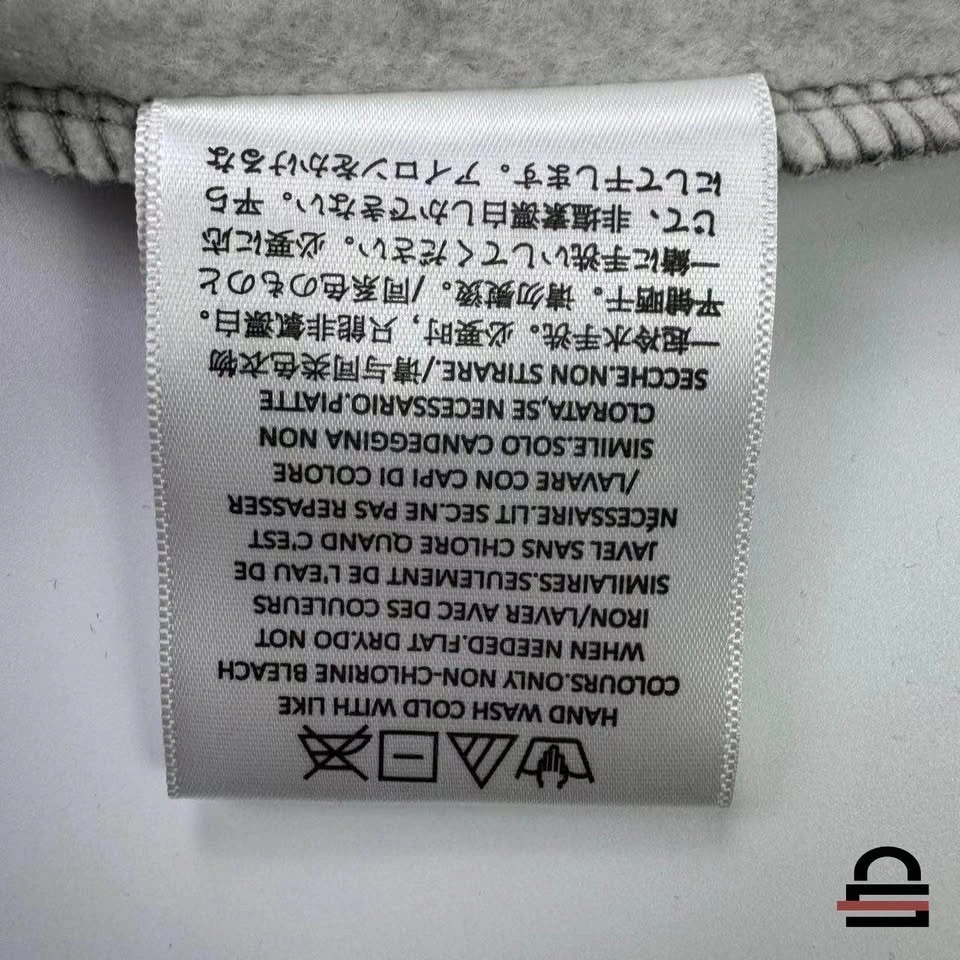 HAND WASH COLD WITH LIKE
COLOURS.ONLY NON-CHLORINE BLEACH
WHEN NEEDED.FLAT DRY.DO NOT
IRON/LAVER AVEC DES COULEURS
SIMILAIRES.SEULEMENT DE L'EAU DE
JAVEL SANS CHLORE QUAND C'EST
NÉCESSAIRE.LIT SEC.NE PAS REPASSER
/LAVARE CON CAPI DI COLORE
SIMILE.SOLO CANDEGGINA NON
CLORATA,SE NECESSARIO.PIATTE
SECCHE.NON STIRARE./请与同类色衣物
一起冷水手洗。必要时，只能非氯漂白。
平铺晒干。请勿熨烫。/同系色のものと
一緒に手洗いしてください。必要に応
じて、非塩素漂白しかできない。平ら
にして干します。アイロンをかけるな